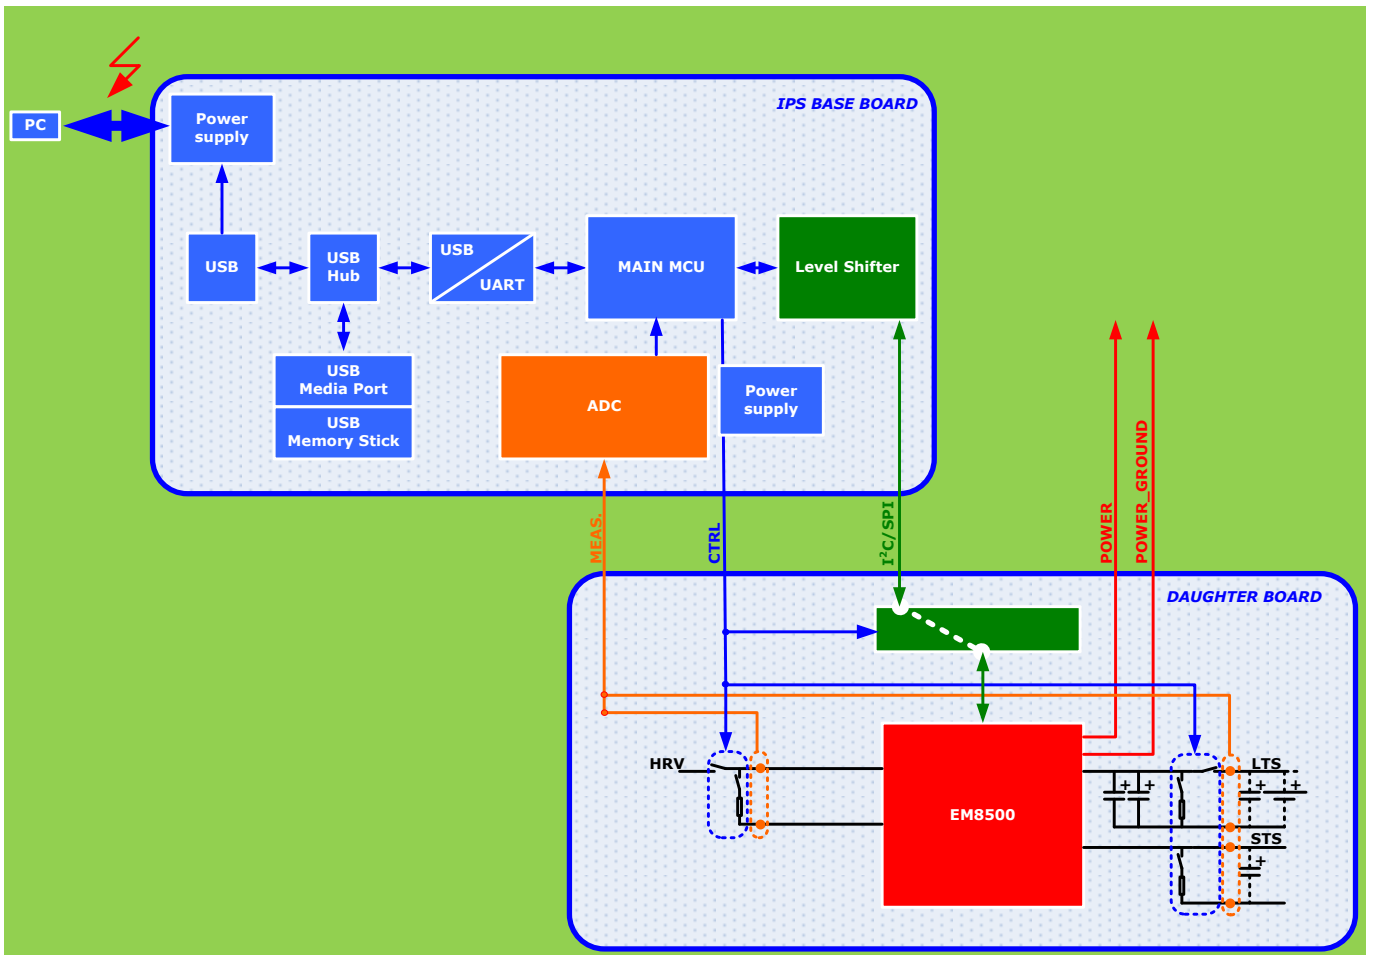 IPS BASE BOARD
PC
Power
supply
USB
USB
Hub
USB
UART
MAIN MCU
Level Shifter
USB
Media Port
USB
Memory Stick
ADC
Power
supply
MEAS.
CTRL
I²C/SPI
POWER
POWER_GROUND
DAUGHTER BOARD
HRV
EM8500
LTS
+
+
+
+
STS
+